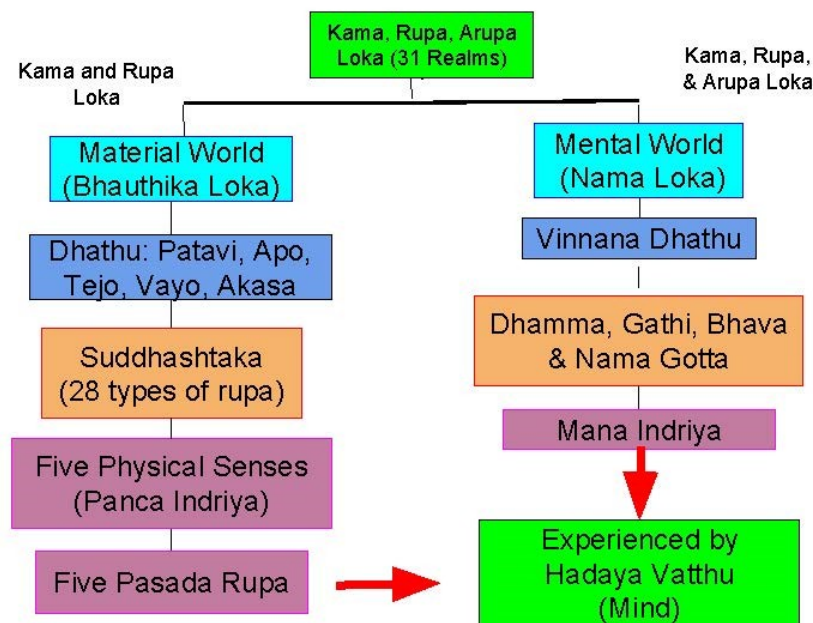 Kama, Rupa, Arupa
Loka (31 Realms)
Kama and Rupa
Loka
Kama, Rupa,
& Arupa Loka
Material World
(Bhauthika Loka)
Dhathu: Patavi, Apo,
Tejo, Vayo, Akasa
Suddhashtaka
(28 types of rupa)
Five Physical Senses
(Panca Indriya)
Five Pasada Rupa
Mental World
(Nama Loka)
Vinnana Dhathu
Dhamma, Gathi, Bhava
& Nama Gotta
Mana Indriya
Experienced by
Hadaya Vatthu
(Mind)